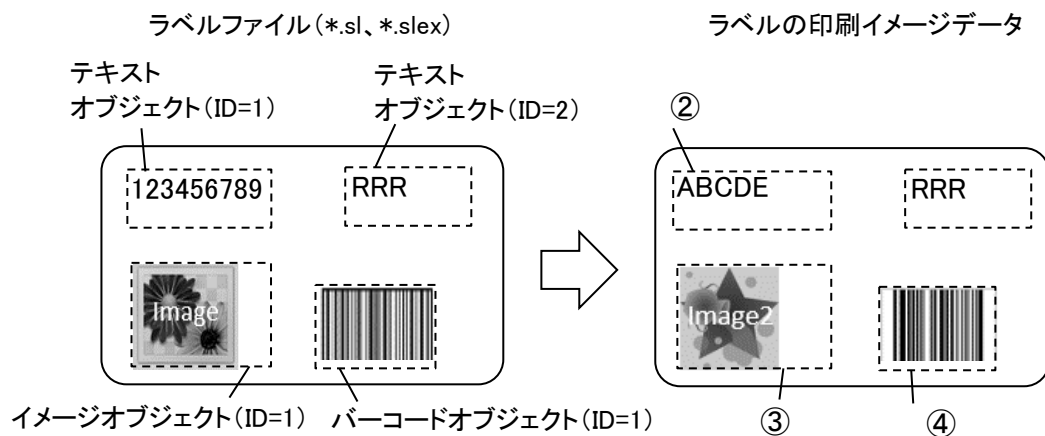 ラベルファイル(*.sl、*.slex)
ラベルの印刷イメージデータ
テキスト
オブジェクト(ID=1)
テキスト
オブジェクト(ID=2)
②
123456789
RRR
ABCDE
RRR
Image
Image2
イメージオブジェクト(ID=1)
バーコードオブジェクト(ID=1)
③
④